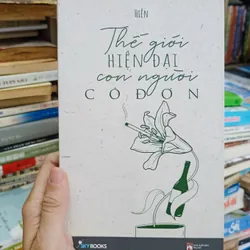 HIÊN
Thế giới
HIỆN ĐẠI
con người
CÔ ĐƠN
SKYBOOKS